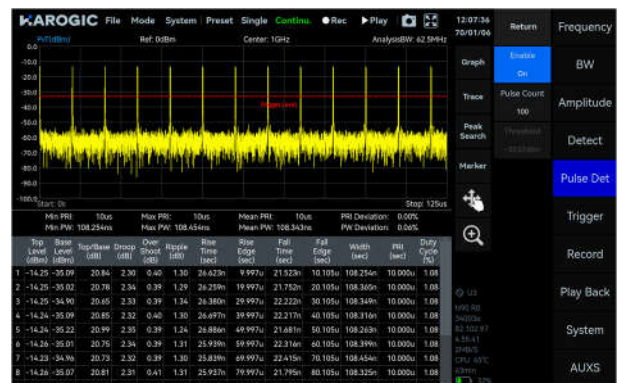 HAROGIC File Mode System Preset Single Continu. Rec Play 12:07:36 70/01/06
PvT(dBm) Ref: 0dBm Center: 1GHz AnalysisBW: 62.5MHz
0.0
-10.0
-20.0
-30.0
-40.0
-50.0
-60.0
-70.0
-80.0
-90.0
-100.0
Trigger Level
Start: 0s Stop: 125us
Min PRI: 10us Max PRI: 10us Mean PRI: 10us PRI Deviation: 0.00%
Min PW: 108.254ns Max PW: 108.454ns Mean PW: 108.343ns PW Deviation: 0.06%
Top Level (dBm) Base Level (dBm) Top/Base (dB) Droop (dB) Over Shoot (dB) Ripple (dB) Rise Time (sec) Rise Edge (sec) Fall Time (sec) Fall Edge (sec) Width (sec) PRI (sec) Duty Cycle (%)
1 -14.25 -35.09 20.84 2.30 0.40 1.30 26.623n 9.997u 21.523n 10.105u 108.254n 10.000u 1.08
2 -14.25 -35.02 20.78 2.34 0.39 1.29 26.259n 19.997u 21.752n 20.105u 108.365n 10.000u 1.08
3 -14.25 -34.90 20.65 2.33 0.39 1.34 26.380n 29.997u 22.222n 30.105u 108.349n 10.000u 1.08
4 -14.24 -35.09 20.85 2.32 0.40 1.30 26.697n 39.997u 22.217n 40.105u 108.316n 10.000u 1.08
5 -14.24 -35.22 20.99 2.35 0.39 1.24 26.886n 49.997u 21.681n 50.105u 108.263n 10.000u 1.08
6 -14.26 -35.01 20.75 2.34 0.39 1.31 25.939n 59.997u 22.316n 60.105u 108.399n 10.000u 1.08
7 -14.23 -34.96 20.73 2.32 0.39 1.30 25.839n 69.997u 22.415n 70.105u 108.454n 10.000u 1.08
8 -14.26 -35.07 20.81 2.31 0.41 1.31 25.937n 79.997u 21.795n 80.105u 108.325n 10.000u 1.08
Graph
Trace
Peak Search
Marker
Return
Enable
On
Pulse Count
100
Threshold
Frequency
BW
Amplitude
Detect
Pulse Det
Trigger
Record
Play Back
System
AUXS